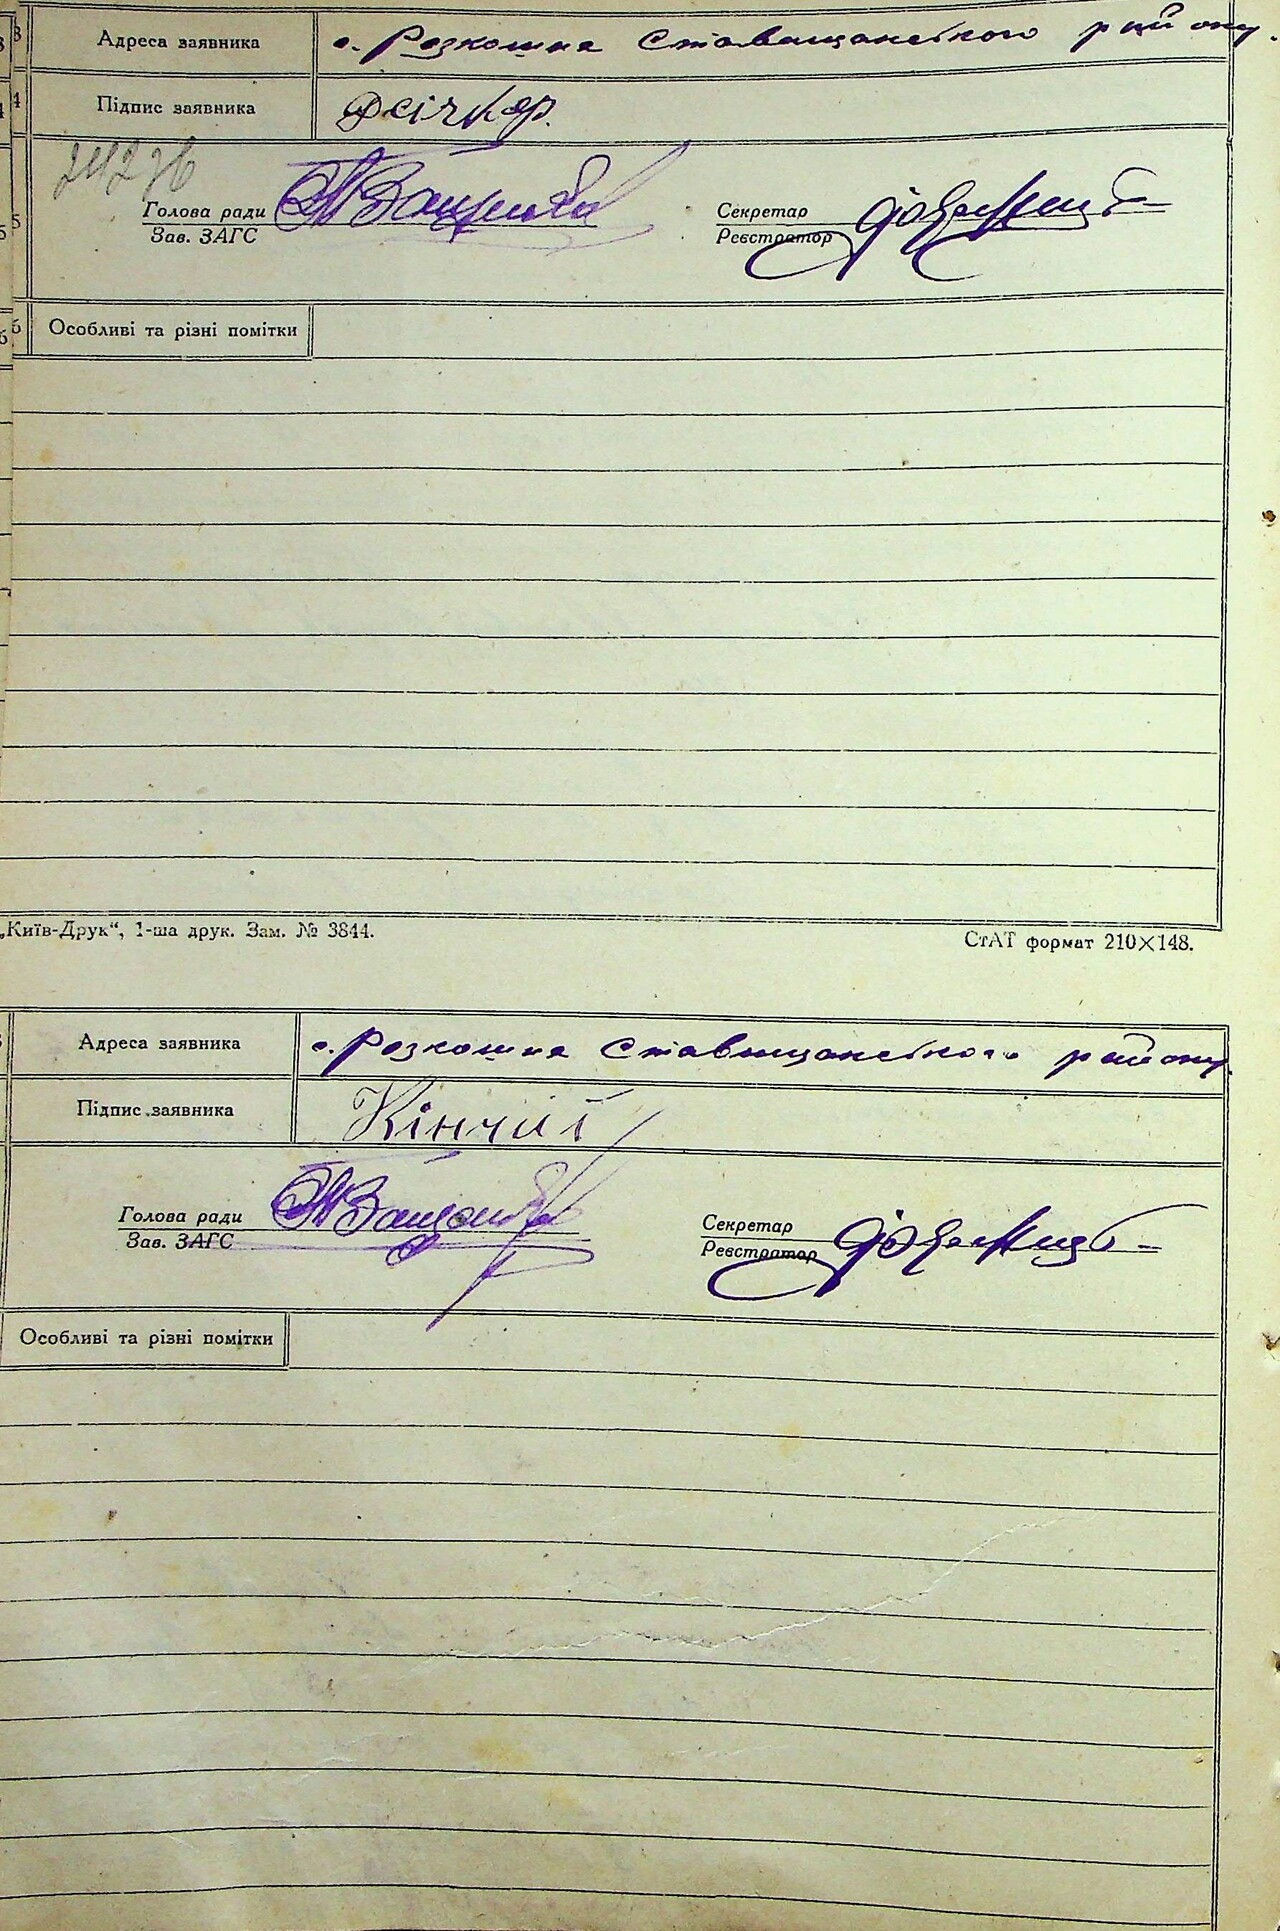 Адреса заявника с. Розкошна Ставищанського району.
Підпис заявника Дсічкар.
Голова ради
Зав. ЗАГС
Секретар
Реєстратор
Особливі та різні помітки
„Київ-Друк“, 1-ша друк. Зам. № 3844.
СтАТ формат 210×148.
Адреса заявника с. Розкошна Ставищанського району.
Підпис заявника Кінчий
Голова ради
Зав. ЗАГС
Секретар
Реєстратор
Особливі та різні помітки